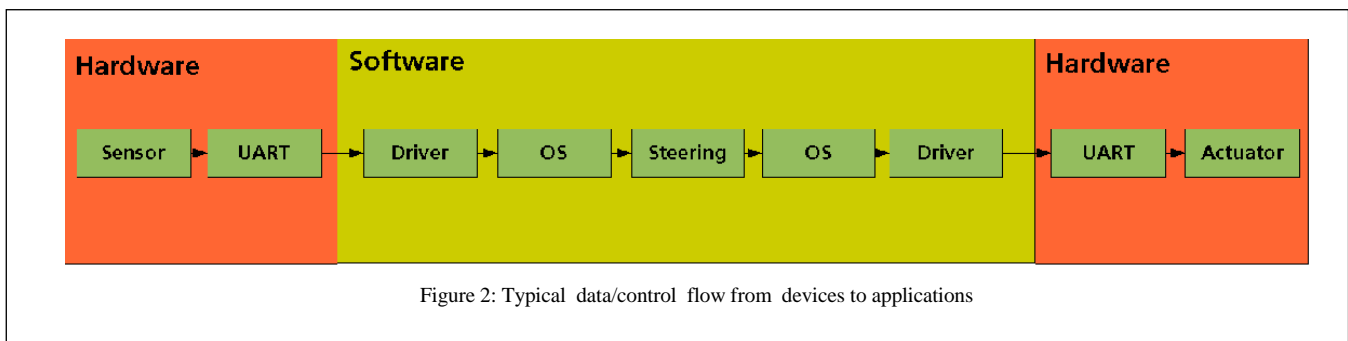 Hardware
Software
Hardware
Sensor
UART
Driver
OS
Steering
OS
Driver
UART
Actuator
Figure 2: Typical data/control flow from devices to applications